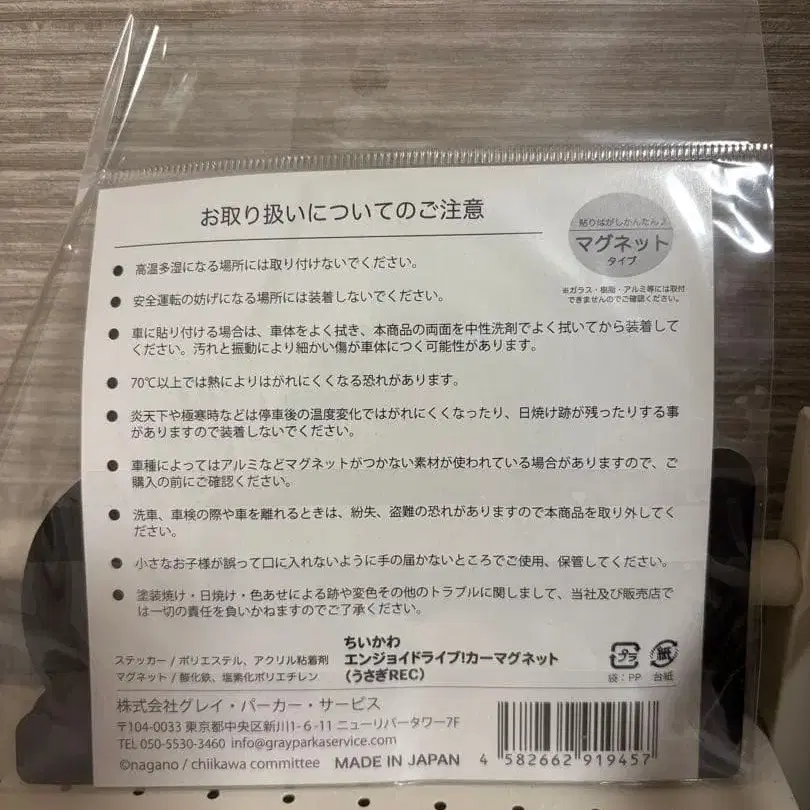 お取り扱いについてのご注意
貼りはがしかんたん♪
マグネット
タイプ
※ガラス・樹脂・アルミ等には取付
できませんのでご確認ください。
● 高温多湿になる場所には取り付けないでください。
● 安全運転の妨げになる場所には装着しないでください。
● 車に貼り付ける場合は、車体をよく拭き、本商品の両面を中性洗剤でよく拭いてから装着して
ください。汚れと振動により細かい傷が車体につく可能性があります。
● 70℃以上では熱によりはがれにくくなる恐れがあります。
● 炎天下や極寒時などは停車後の温度変化ではがれにくくなったり、日焼け跡が残ったりする事
がありますので装着しないでください。
● 車種によってはアルミなどマグネットがつかない素材が使われている場合がありますので、ご
購入の前にご確認ください。
● 洗車、車検の際や車を離れるときは、紛失、盗難の恐れがありますので本商品を取り外してく
ださい。
● 小さなお子様が誤って口に入れないように手の届かないところでご使用、保管してください。
● 塗装焼け・日焼け・色あせによる跡や変色その他のトラブルに関しまして、当社及び販売店で
は一切の責任を負いかねますのでご了承ください。
ステッカー / ポリエステル、アクリル粘着剤
マグネット / 酸化鉄、塩素化ポリエチレン
ちいかわ
エンジョイドライブ!カーマグネット
(うさぎREC)
プラ
紙
袋：PP 台紙
株式会社グレイ・パーカー・サービス
〒104-0033 東京都中央区新川1-6-11 ニューリバータワー7F
TEL 050-5530-3460 info@grayparkaservice.com
©nagano / chiikawa committee MADE IN JAPAN
4 582662 919457